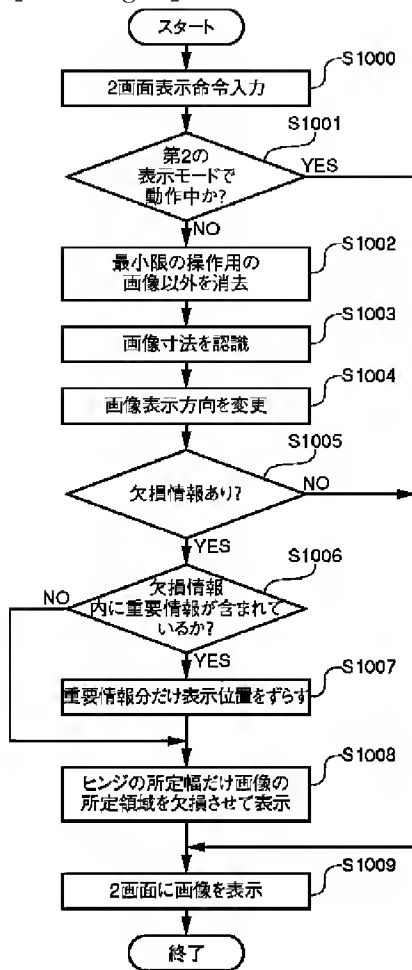 スタート
S1000
2画面表示命令入力
S1001
第2の
表示モードで
動作中か?
YES
NO
S1002
最小限の操作用の
画像以外を消去
S1003
画像寸法を認識
S1004
画像表示方向を変更
S1005
欠損情報あり?
NO
YES
S1006
欠損情報
内に重要情報が含まれて
いるか?
NO
YES
S1007
重要情報分だけ表示位置をずらす
S1008
ヒンジの所定幅だけ画像の
所定領域を欠損させて表示
S1009
2画面に画像を表示
終了